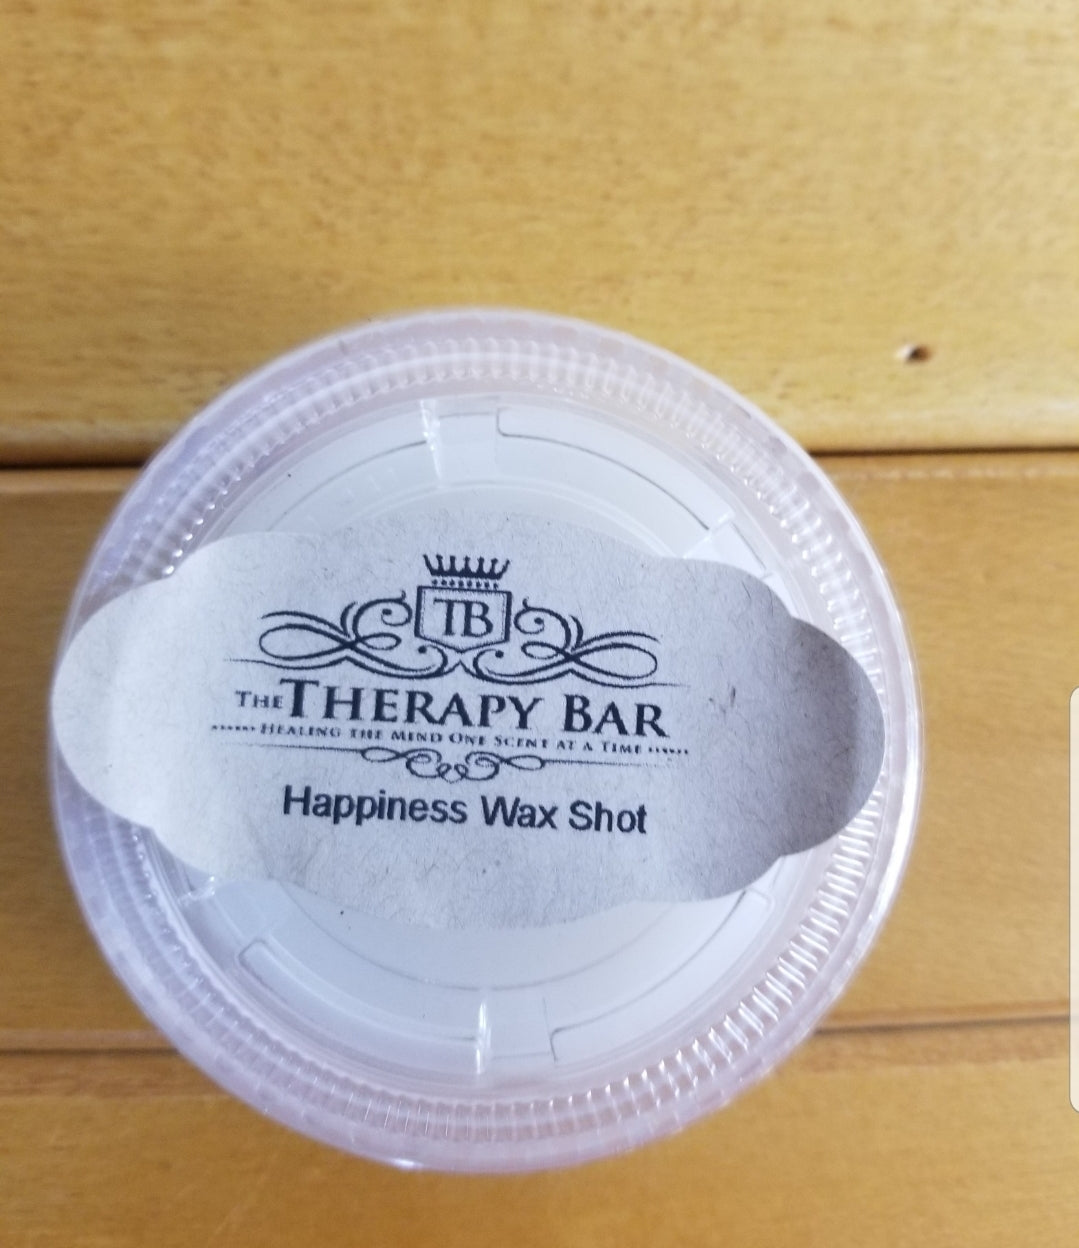 TB
THE THERAPY BAR
HEALING THE MIND ONE SCENT AT A TIME
Happiness Wax Shot